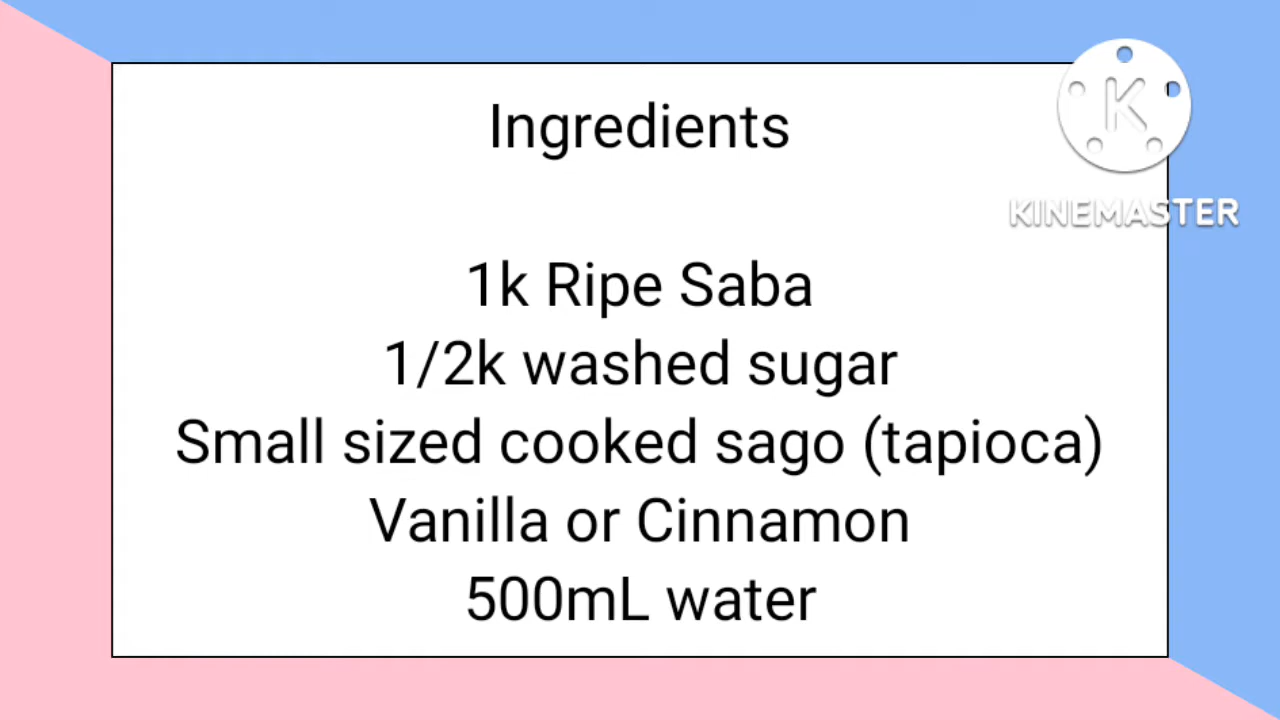 Ingredients
1k Ripe Saba
1/2k washed sugar
Small sized cooked sago (tapioca)
Vanilla or Cinnamon
500mL water
K
KINEMASTER